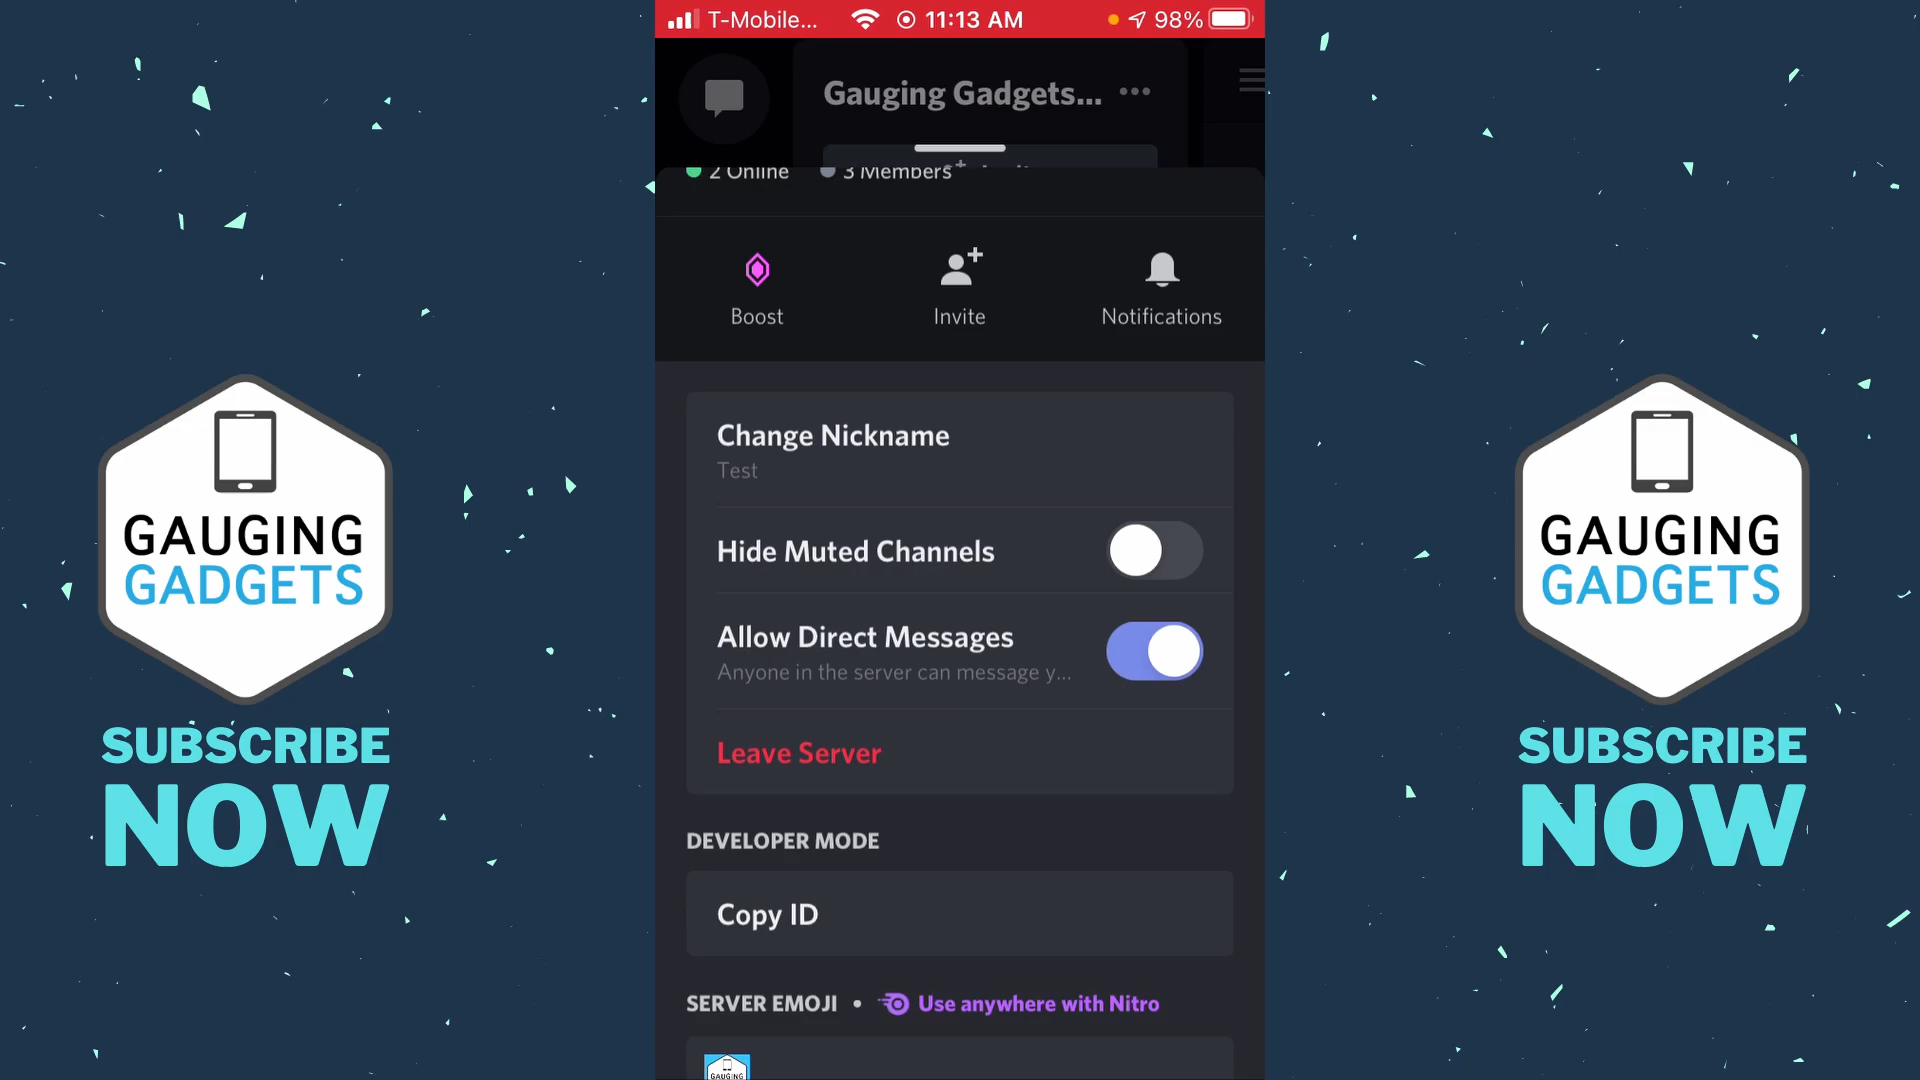 T-Mobile...
11:13 AM
98%
Gauging Gadgets...
2 Online
3 Members
Boost
Invite
Notifications
Change Nickname
Test
Hide Muted Channels
Allow Direct Messages
Anyone in the server can message y...
Leave Server
DEVELOPER MODE
Copy ID
SERVER EMOJI • Use anywhere with Nitro
GAUGING
GAUGING
GADGETS
SUBSCRIBE
NOW
GAUGING
GADGETS
SUBSCRIBE
NOW